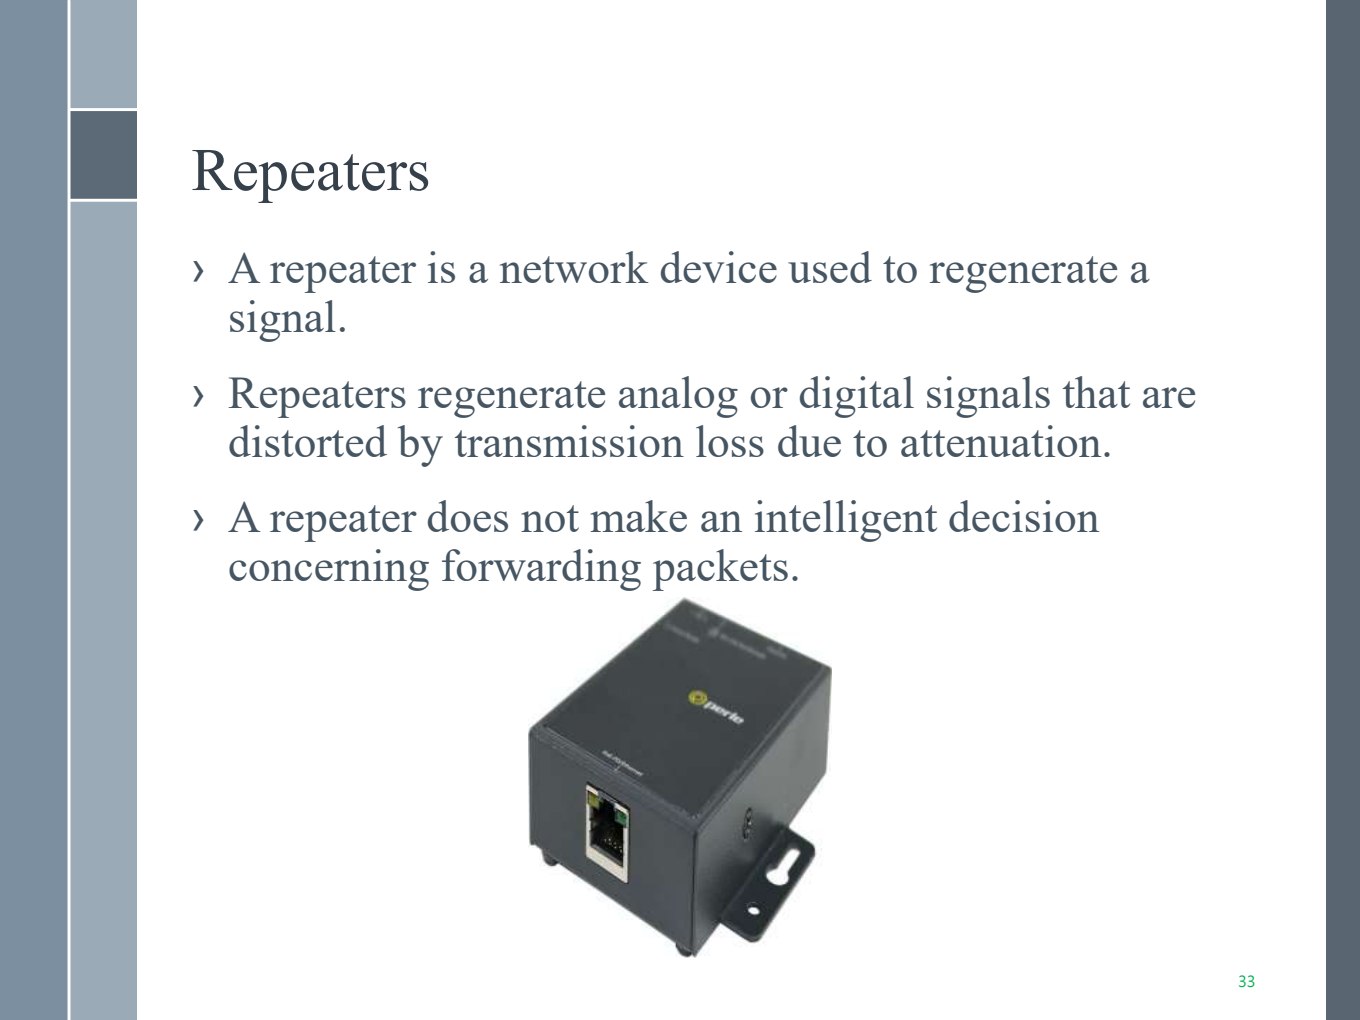 Repeaters
› A repeater is a network device used to regenerate a
signal.
› Repeaters regenerate analog or digital signals that are
distorted by transmission loss due to attenuation.
› A repeater does not make an intelligent decision
concerning forwarding packets.
perle
33